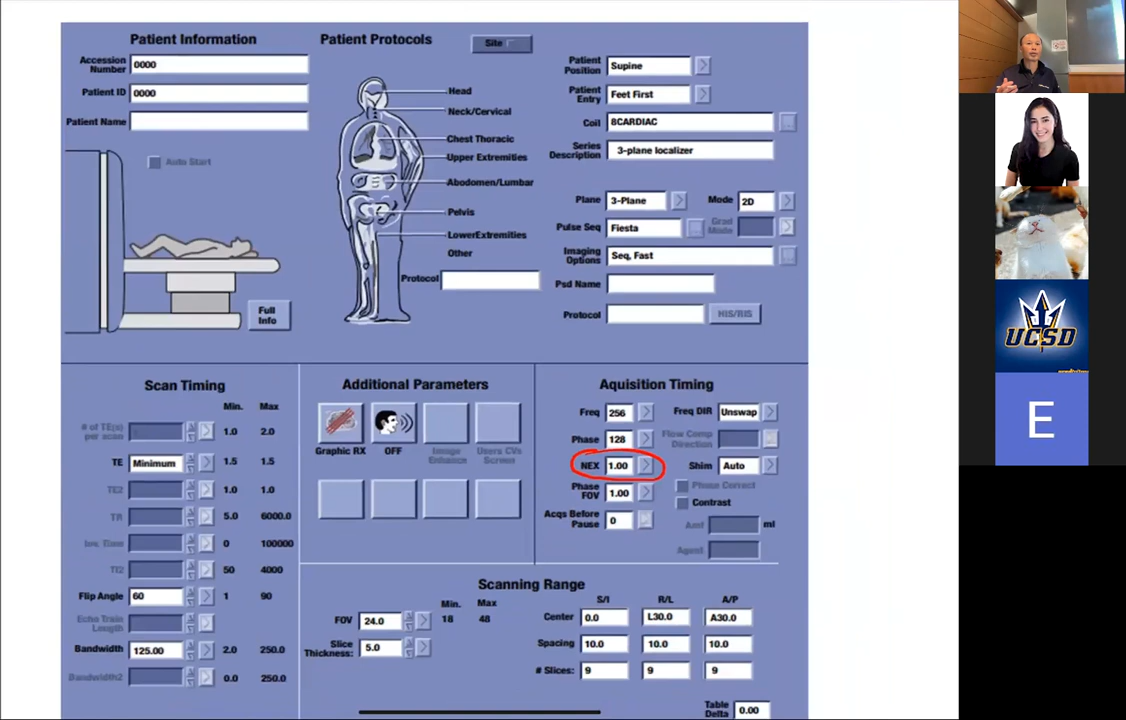 Patient Information
Accession Number 0000
Patient ID 0000
Patient Name
Auto Start
Full Info
Patient Protocols
Site
Head
Neck/Cervical
Chest Thoracic
Upper Extremities
Abodomen/Lumbar
Pelvis
LowerExtremities
Other
Protocol
Patient Position Supine
Patient Entry Feet First
Coil 8CARDIAC
Series Description 3-plane localizer
Plane 3-Plane Mode 2D
Pulse Seq Fiesta Grad Mode
Imaging Options Seq, Fast
Psd Name
Protocol HIS/RIS
Scan Timing
Min. Max
# of TE(s) per scan 1.0 2.0
TE Minimum 1.5 1.5
TE2 1.0 1.0
TR 5.0 6000.0
Inv. Time 0 100000
TI2 50 4000
Flip Angle 60 1 90
Echo Train Length
Bandwidth 125.00 2.0 250.0
Bandwidth2 0.0 250.0
Additional Parameters
Graphic RX OFF Image Enhance Users CVs Screen
Aquisition Timing
Freq 256 Freq DIR Unswap
Phase 128 Flow Comp Direction
NEX 1.00 Shim Auto
Phase FOV 1.00 Phase Correct
Contrast
Acqs Before Pause 0 Amt ml
Agent
Scanning Range
Min. Max
FOV 24.0 18 48
Slice Thickness: 5.0
S/I R/L A/P
Center 0.0 L30.0 A30.0
Spacing 10.0 10.0 10.0
# Slices: 9 9 9
Table Delta 0.00
UCSD
E